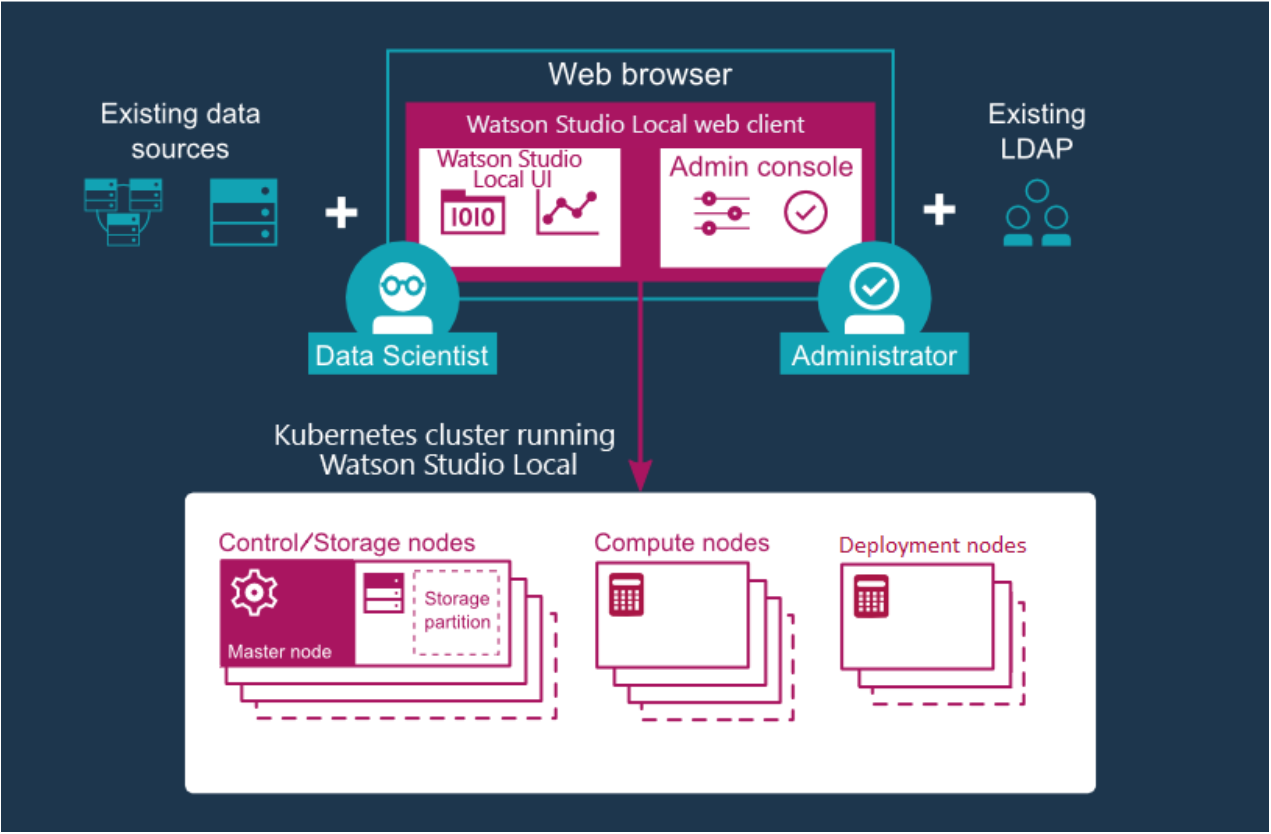 Web browser
Existing data
sources
Watson Studio Local web client
Existing
LDAP
Watson Studio
Local UI
1010
Admin console
Data Scientist
Administrator
Kubernetes cluster running
Watson Studio Local
Control/Storage nodes
Compute nodes
Deployment nodes
Storage
partition
Master node